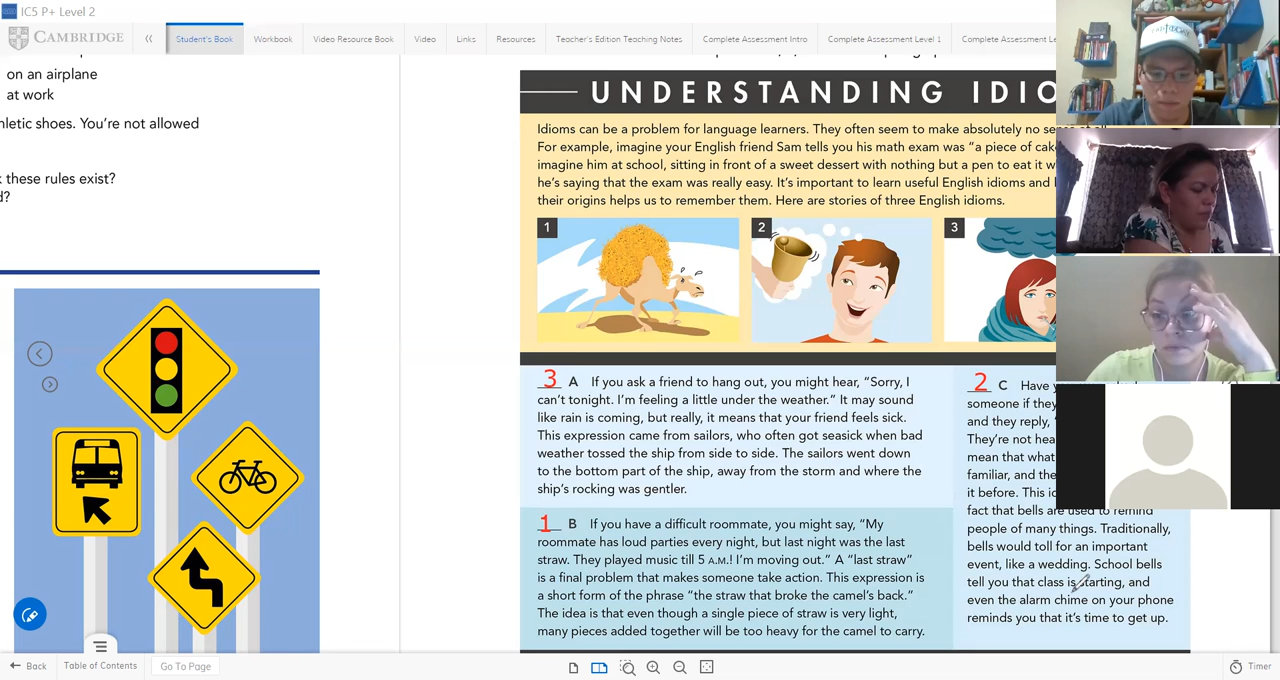 IC5 P+ Level 2
CAMBRIDGE
Student's Book
Workbook
Video Resource Book
Video
Links
Resources
Teacher's Edition Teaching Notes
Complete Assessment Intro
Complete Assessment Level 1
Complete Assessment Le
on an airplane
at work
hletic shoes. You're not allowed
k these rules exist?
d?
UNDERSTANDING IDIO
Idioms can be a problem for language learners. They often seem to make absolutely no sense at all.
For example, imagine your English friend Sam tells you his math exam was "a piece of cak
imagine him at school, sitting in front of a sweet dessert with nothing but a pen to eat it w
he's saying that the exam was really easy. It's important to learn useful English idioms and
their origins helps us to remember them. Here are stories of three English idioms.
1
2
3
3 A If you ask a friend to hang out, you might hear, "Sorry, I
can't tonight. I'm feeling a little under the weather." It may sound
like rain is coming, but really, it means that your friend feels sick.
This expression came from sailors, who often got seasick when bad
weather tossed the ship from side to side. The sailors went down
to the bottom part of the ship, away from the storm and where the
ship's rocking was gentler.
1 B If you have a difficult roommate, you might say, "My
roommate has loud parties every night, but last night was the last
straw. They played music till 5 A.M.! I'm moving out." A "last straw"
is a final problem that makes someone take action. This expression is
a short form of the phrase "the straw that broke the camel's back."
The idea is that even though a single piece of straw is very light,
many pieces added together will be too heavy for the camel to carry.
2 C Have
someone if they
and they reply, "
They're not hea
mean that what
familiar, and the
it before. This id
fact that bells are used to remind
people of many things. Traditionally,
bells would toll for an important
event, like a wedding. School bells
tell you that class is starting, and
even the alarm chime on your phone
reminds you that it's time to get up.
Back
Table of Contents
Go To Page
Timer